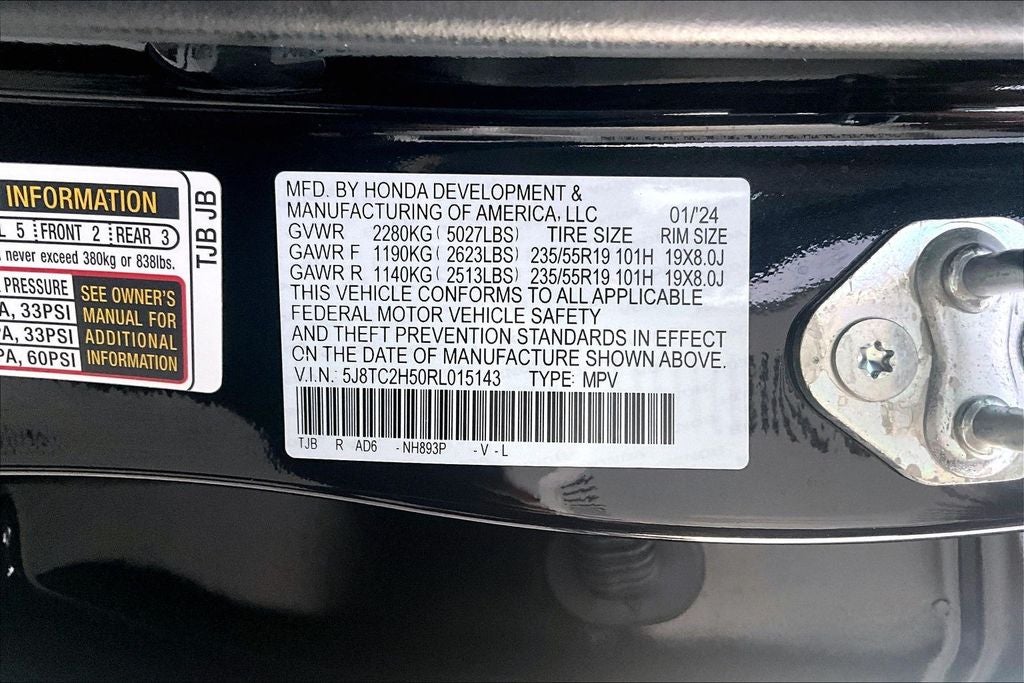 INFORMATION
5 FRONT 2 REAR 3
never exceed 380kg or 838lbs.
PRESSURE
33PSI
33PSI
60PSI
SEE OWNER'S
MANUAL FOR
ADDITIONAL
INFORMATION
TJB JB
MFD. BY HONDA DEVELOPMENT &
MANUFACTURING OF AMERICA, LLC 01/'24
GVWR 2280KG ( 5027LBS) TIRE SIZE RIM SIZE
GAWR F 1190KG ( 2623LBS) 235/55R19 101H 19X8.0J
GAWR R 1140KG ( 2513LBS) 235/55R19 101H 19X8.0J
THIS VEHICLE CONFORMS TO ALL APPLICABLE
FEDERAL MOTOR VEHICLE SAFETY
AND THEFT PREVENTION STANDARDS IN EFFECT
ON THE DATE OF MANUFACTURE SHOWN ABOVE.
V.I.N.: 5J8TC2H50RL015143 TYPE: MPV
TJB R AD6 -NH893P -V-L